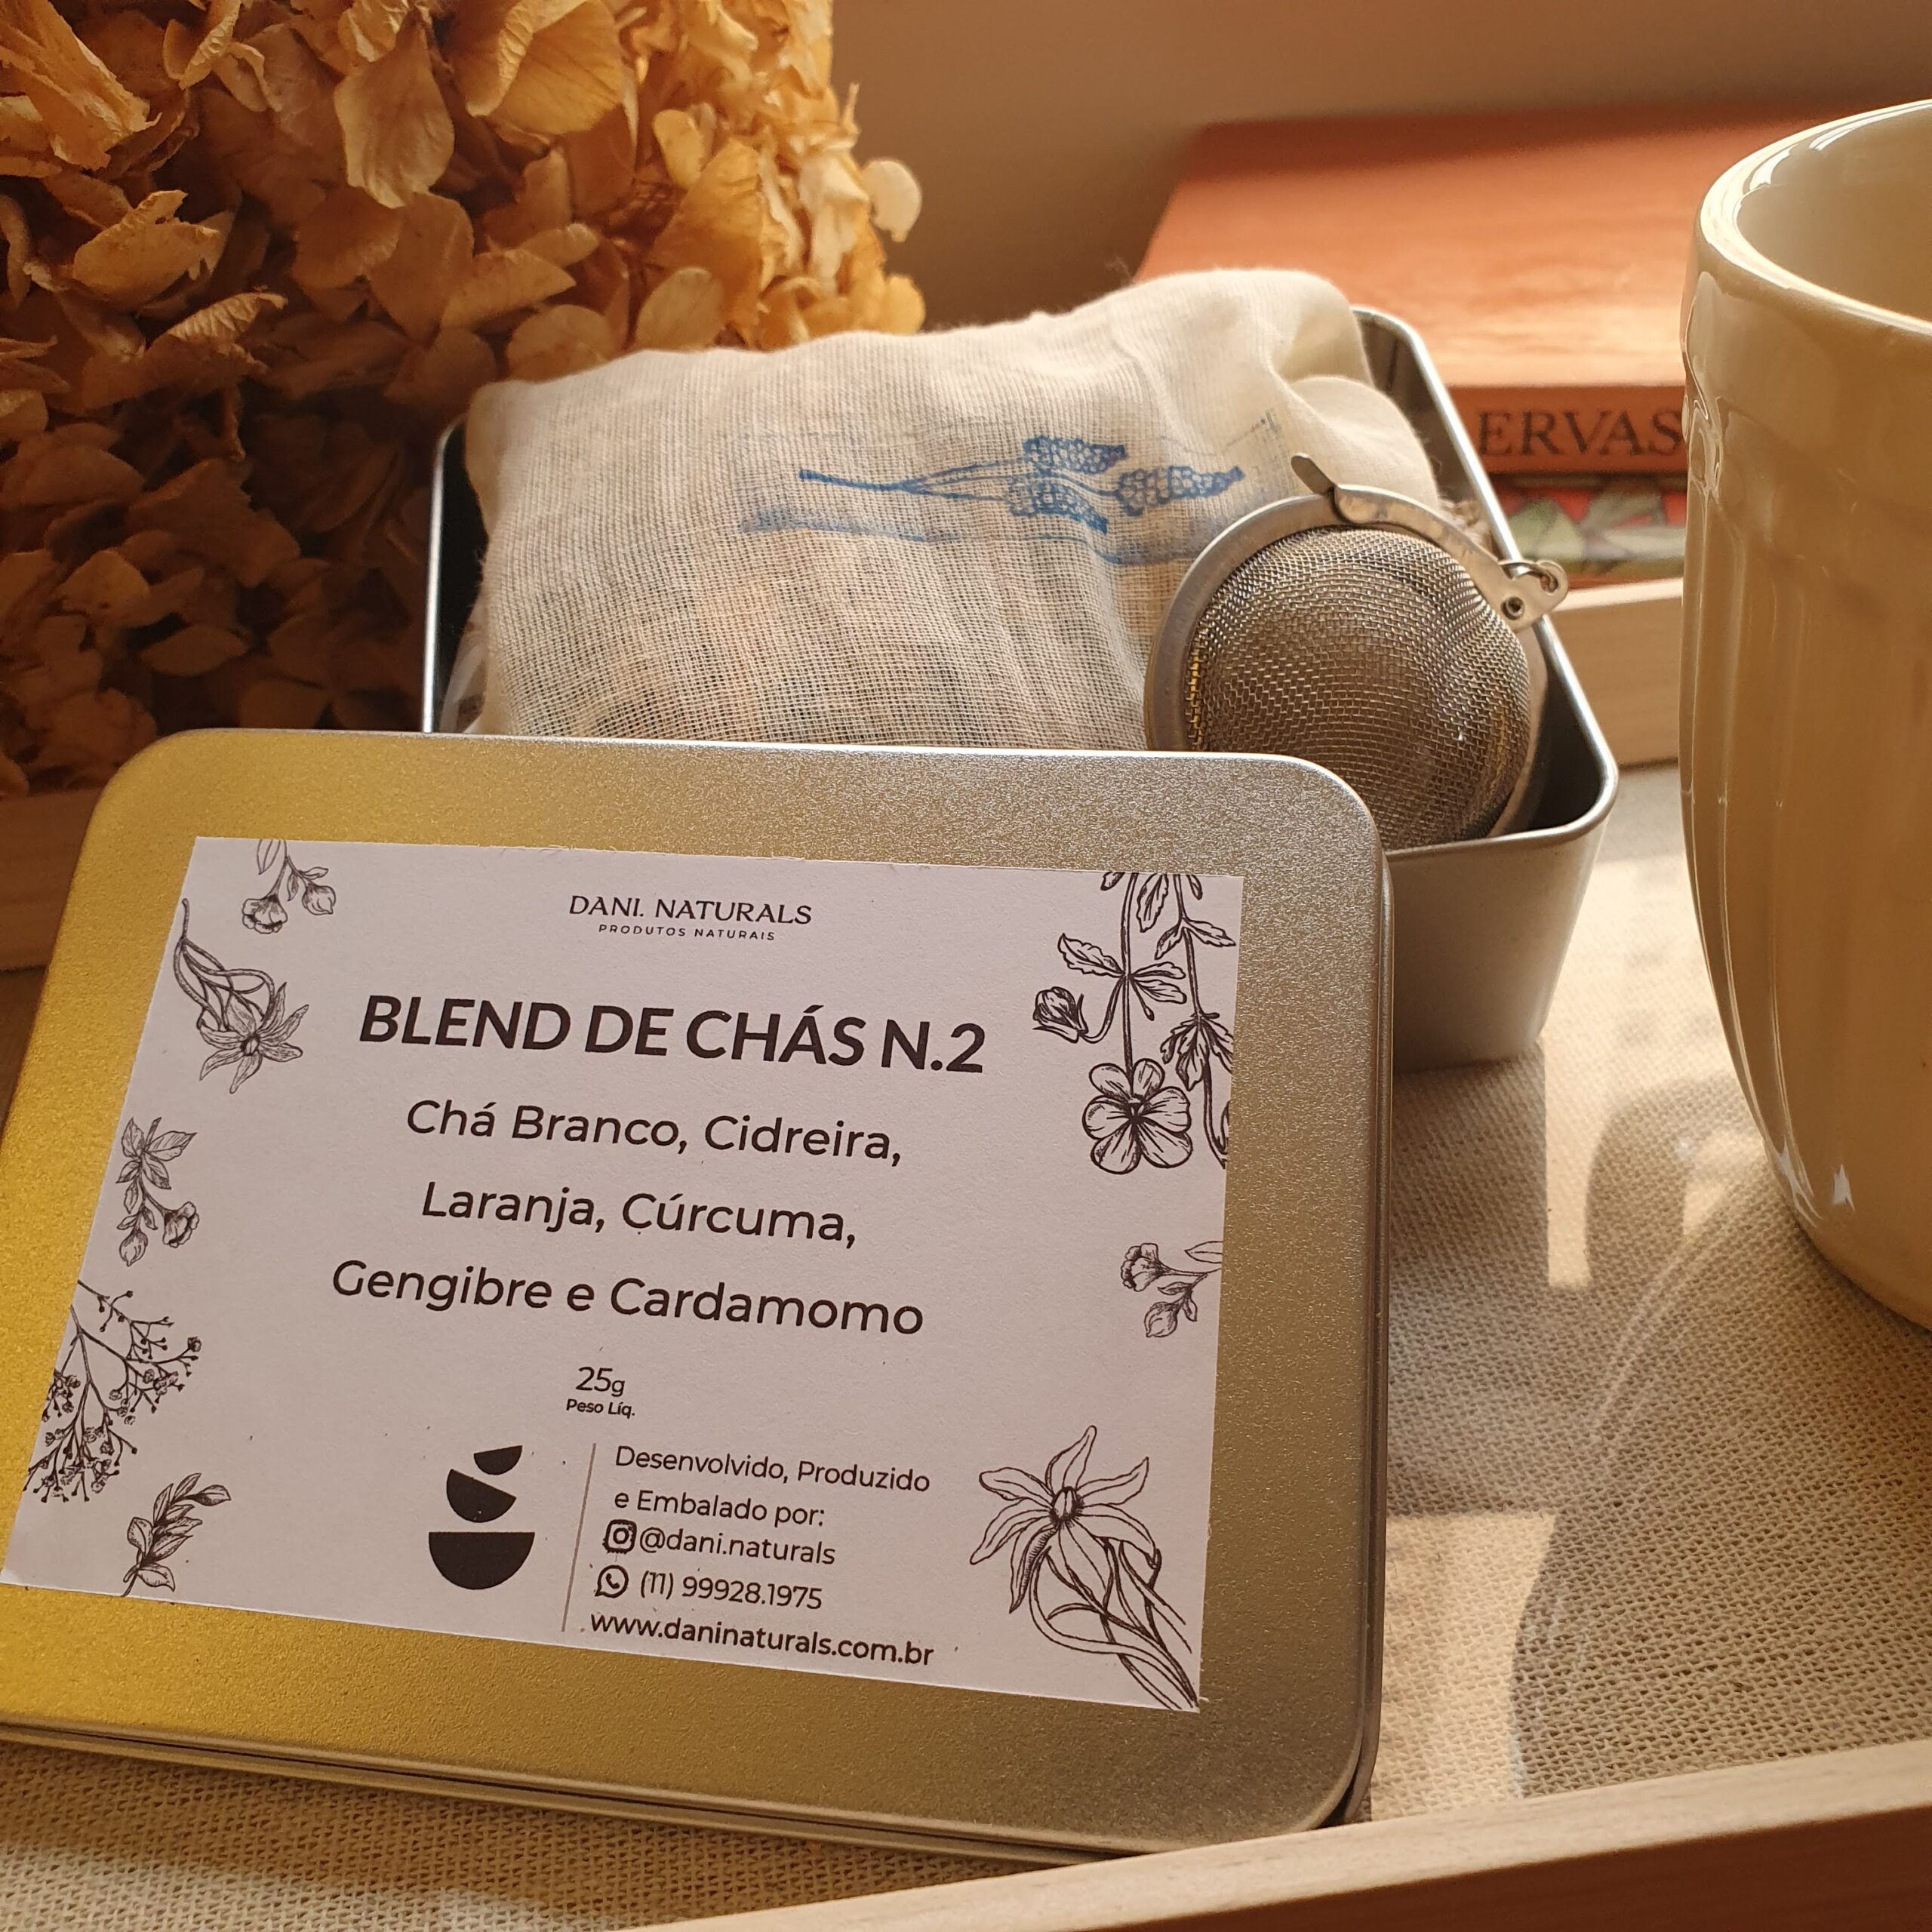 ERVAS
DANI. NATURALS
PRODUTOS NATURAIS
BLEND DE CHÁS N.2
Chá Branco, Cidreira,
Laranja, Cúrcuma,
Gengibre e Cardamomo
25g
Peso Líq.
Desenvolvido, Produzido
e Embalado por:
@dani.naturals
(11) 99928.1975
www.daninaturals.com.br